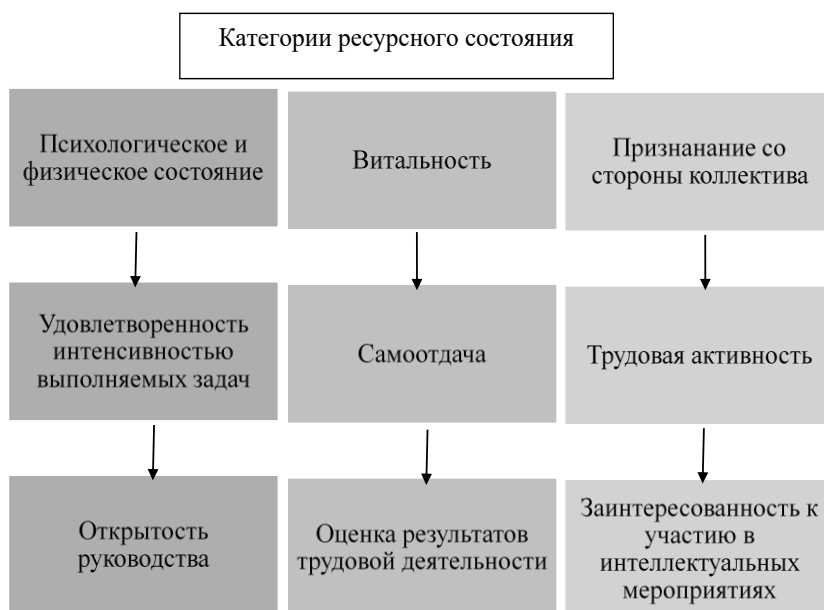 Категории ресурсного состояния
Психологическое и
физическое состояние
Витальность
Признанание со
стороны коллектива
Удовлетворенность
интенсивностью
выполняемых задач
Самоотдача
Трудовая активность
Открытость
руководства
Оценка результатов
трудовой деятельности
Заинтересованность к
участию в
интеллектуальных
мероприятиях